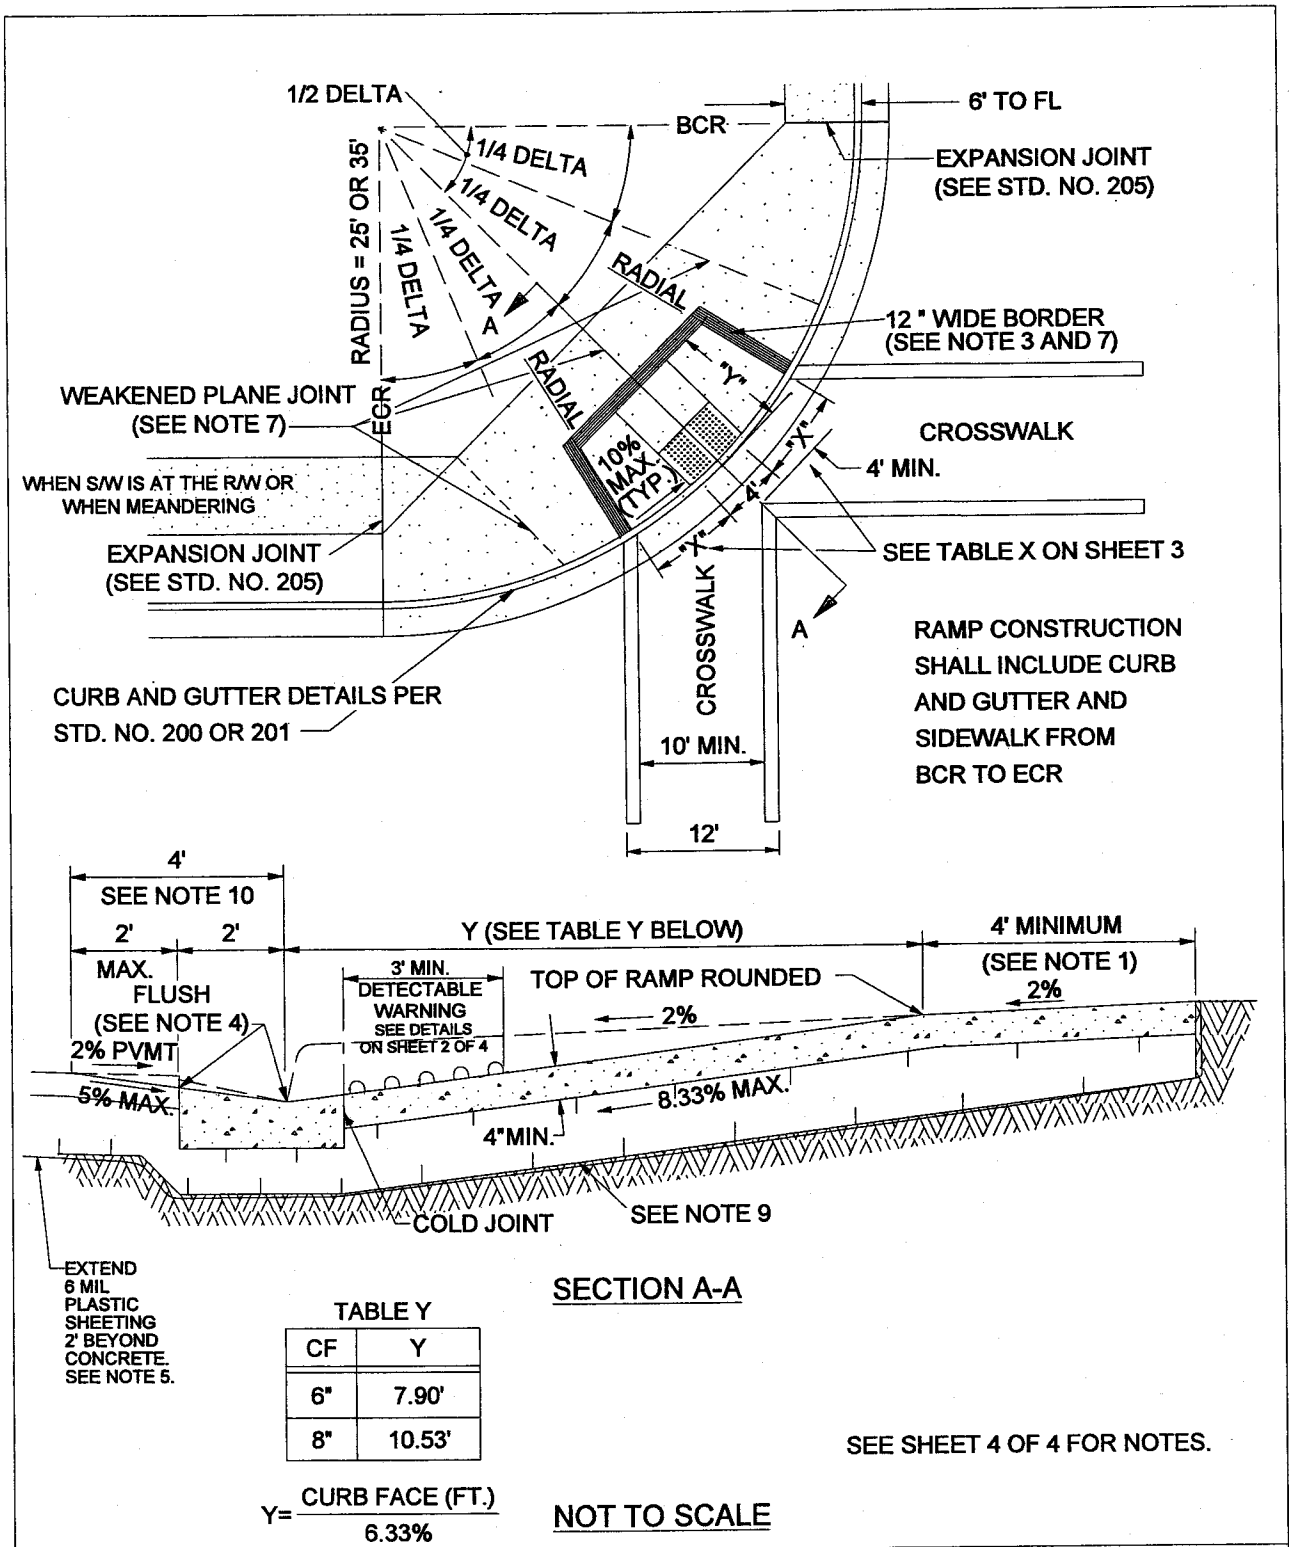 1/2 DELTA
BCR
6' TO FL
1/4 DELTA
1/4 DELTA
1/4 DELTA
1/4 DELTA
RADIUS = 25' OR 35'
EXPANSION JOINT
(SEE STD. NO. 205)
RADIAL
A
12 " WIDE BORDER
(SEE NOTE 3 AND 7)
RADIAL
"Y"
WEAKENED PLANE JOINT
(SEE NOTE 7)
ECR
CROSSWALK
"X"
4' MIN.
10%
MAX.
(TYP.)
4'
WHEN S/W IS AT THE R/W OR
WHEN MEANDERING
EXPANSION JOINT
(SEE STD. NO. 205)
"X"
SEE TABLE X ON SHEET 3
CROSSWALK
A
RAMP CONSTRUCTION
SHALL INCLUDE CURB
AND GUTTER AND
SIDEWALK FROM
BCR TO ECR
CURB AND GUTTER DETAILS PER
STD. NO. 200 OR 201
10' MIN.
12'
4'
SEE NOTE 10
2'
2'
MAX.
Y (SEE TABLE Y BELOW)
4' MINIMUM
(SEE NOTE 1)
2%
FLUSH
(SEE NOTE 4)
3' MIN.
DETECTABLE
WARNING
SEE DETAILS
ON SHEET 2 OF 4
TOP OF RAMP ROUNDED
2%
2% PVMT
5% MAX.
8.33% MAX.
4"MIN.
COLD JOINT
SEE NOTE 9
EXTEND
6 MIL
PLASTIC
SHEETING
2' BEYOND
CONCRETE.
SEE NOTE 5.
SECTION A-A
TABLE Y
CF Y
6" 7.90'
8" 10.53'
SEE SHEET 4 OF 4 FOR NOTES.
Y= CURB FACE (FT.)
6.33%
NOT TO SCALE